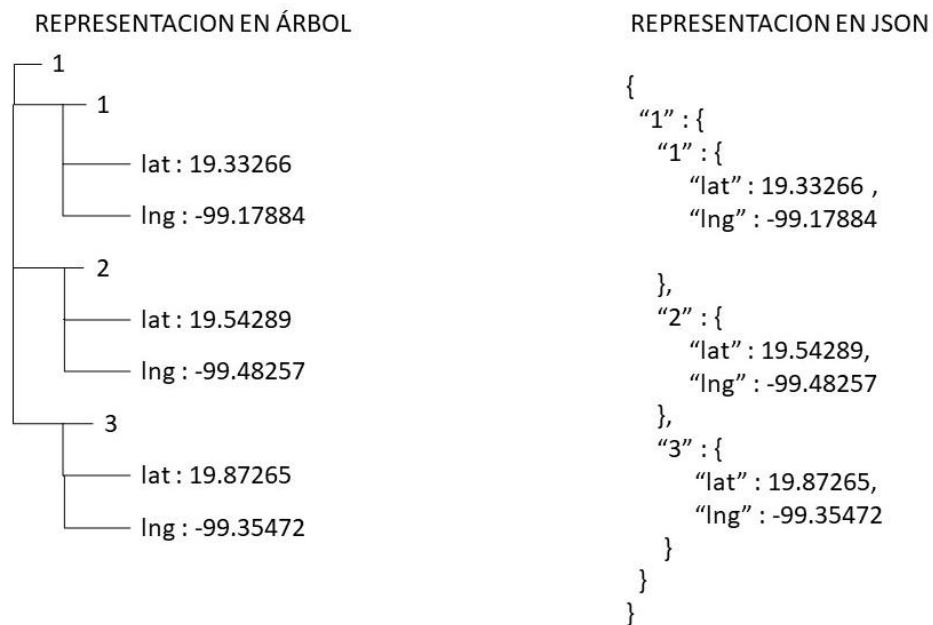 REPRESENTACION EN ÁRBOL
1
1
lat : 19.33266
lng : -99.17884
2
lat : 19.54289
lng : -99.48257
3
lat : 19.87265
lng : -99.35472
REPRESENTACION EN JSON
{
“1” : {
“1” : {
“lat” : 19.33266 ,
“lng” : -99.17884
},
“2” : {
“lat” : 19.54289,
“lng” : -99.48257
},
“3” : {
“lat” : 19.87265,
“lng” : -99.35472
}
}
}